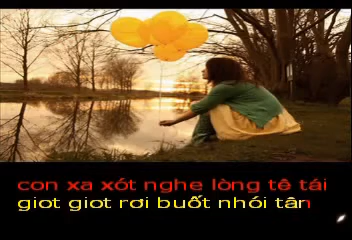 con xa xót nghe lòng tê tái
giot giot rơi buốt nhói tân